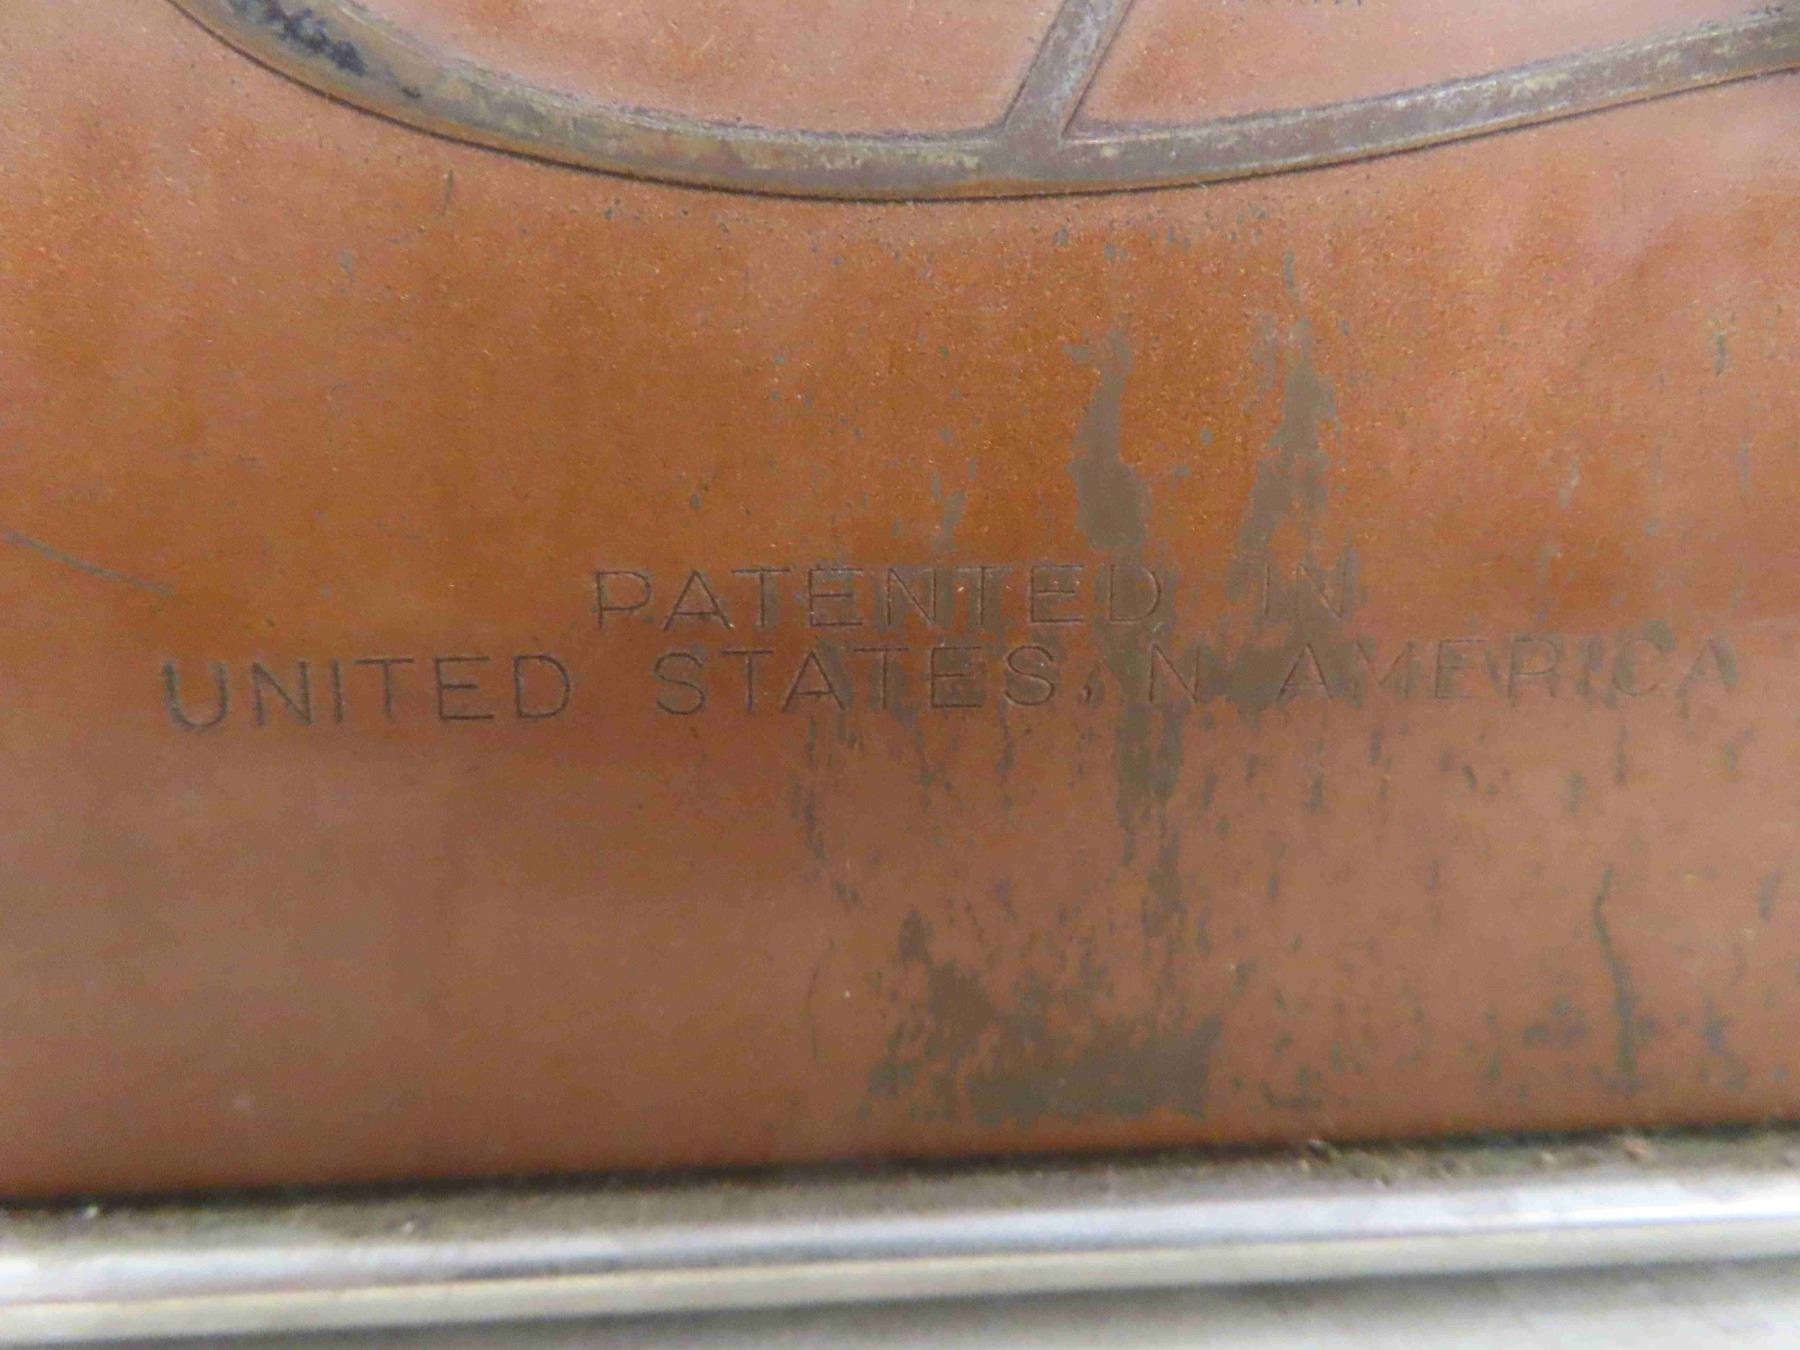 PATENTED IN
UNITED STATES, N AMERICA